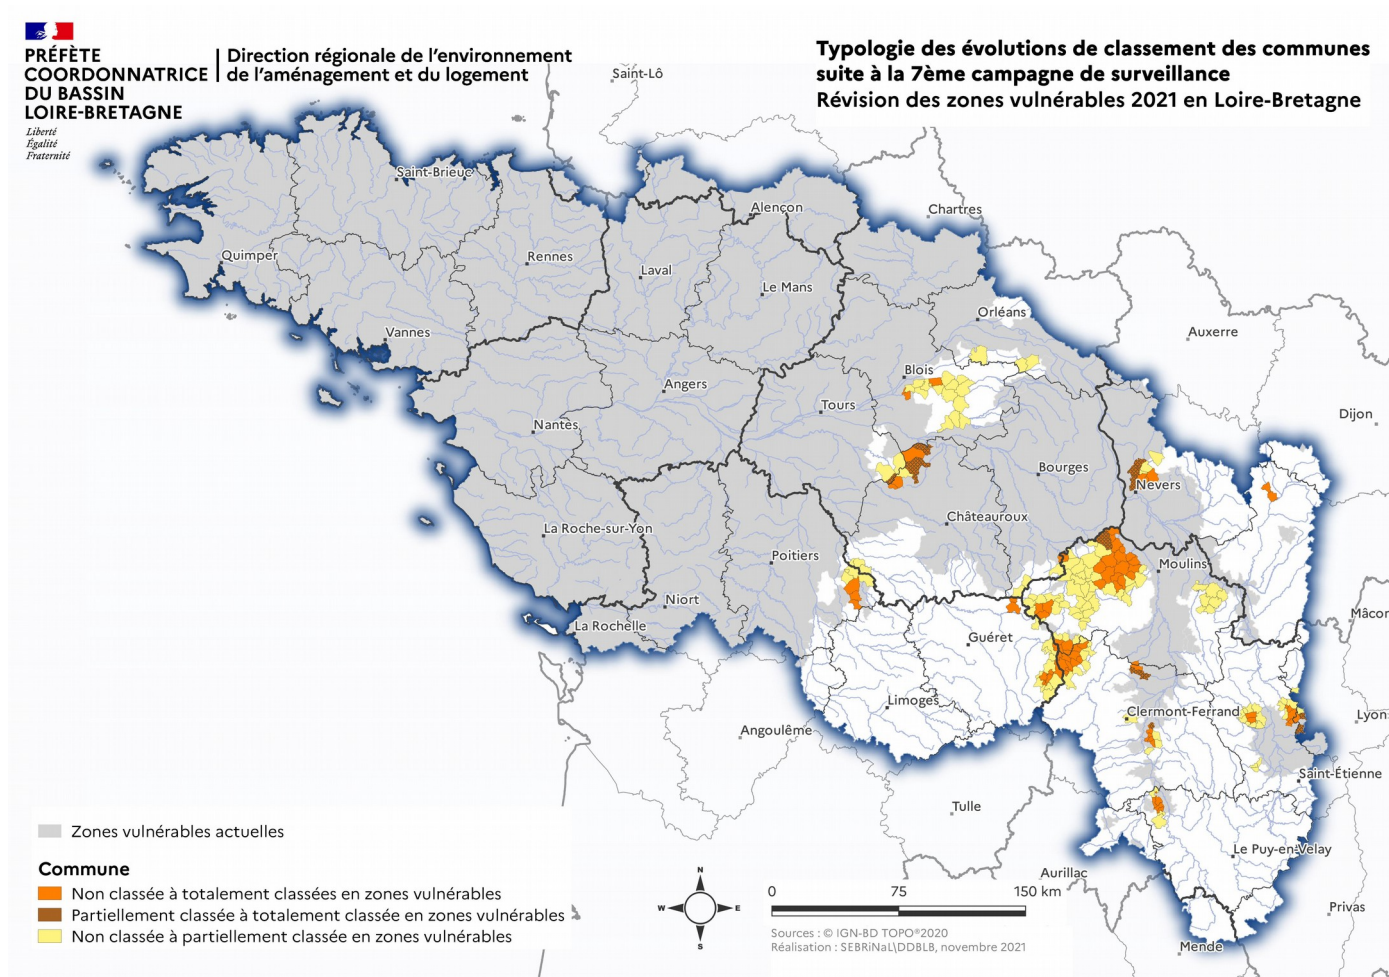 PRÉFÈTE
COORDONNATRICE
DU BASSIN
LOIRE-BRETAGNE
Liberté
Égalité
Fraternité
Direction régionale de l'environnement
de l'aménagement et du logement
Typologie des évolutions de classement des communes
suite à la 7ème campagne de surveillance
Révision des zones vulnérables 2021 en Loire-Bretagne
Saint-Lô
Saint-Brieuc
Alençon
Chartres
Quimper
Rennes
Laval
Le Mans
Orléans
Vannes
Auxerre
Blois
Angers
Tours
Dijon
Nantes
Bourges
Nevers
La Roche-sur-Yon
Châteauroux
Poitiers
Moulins
Niort
La Rochelle
Guéret
Mâcon
Limoges
Clermont-Ferrand
Lyon
Angoulême
Saint-Étienne
Tulle
Le Puy-en-Velay
Aurillac
Privas
Mende
Zones vulnérables actuelles
Commune
Non classée à totalement classées en zones vulnérables
Partiellement classée à totalement classée en zones vulnérables
Non classée à partiellement classée en zones vulnérables
N
W E
S
0 75 150 km
Sources : © IGN-BD TOPO®2020
Réalisation : SEBRiNaL\DDBLB, novembre 2021